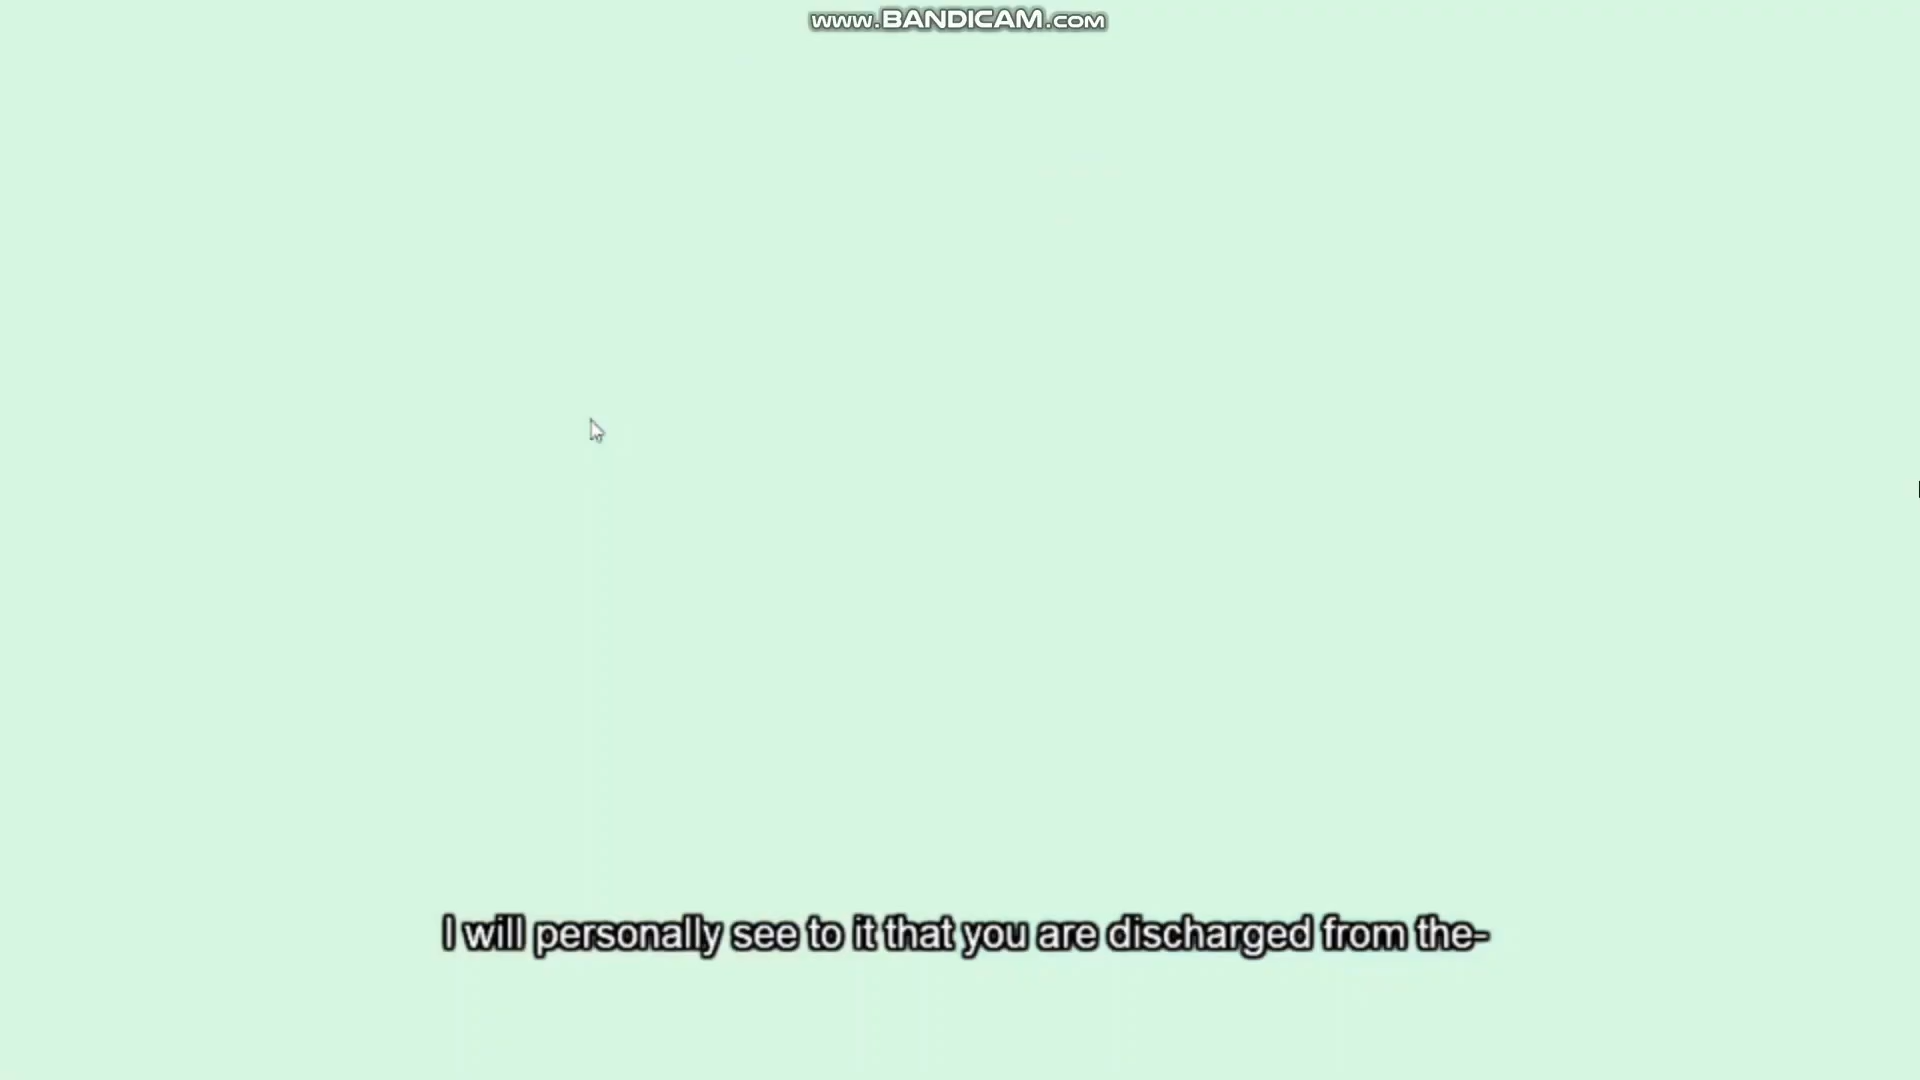 www.BANDICAM.com
I will personally see to it that you are discharged from the-